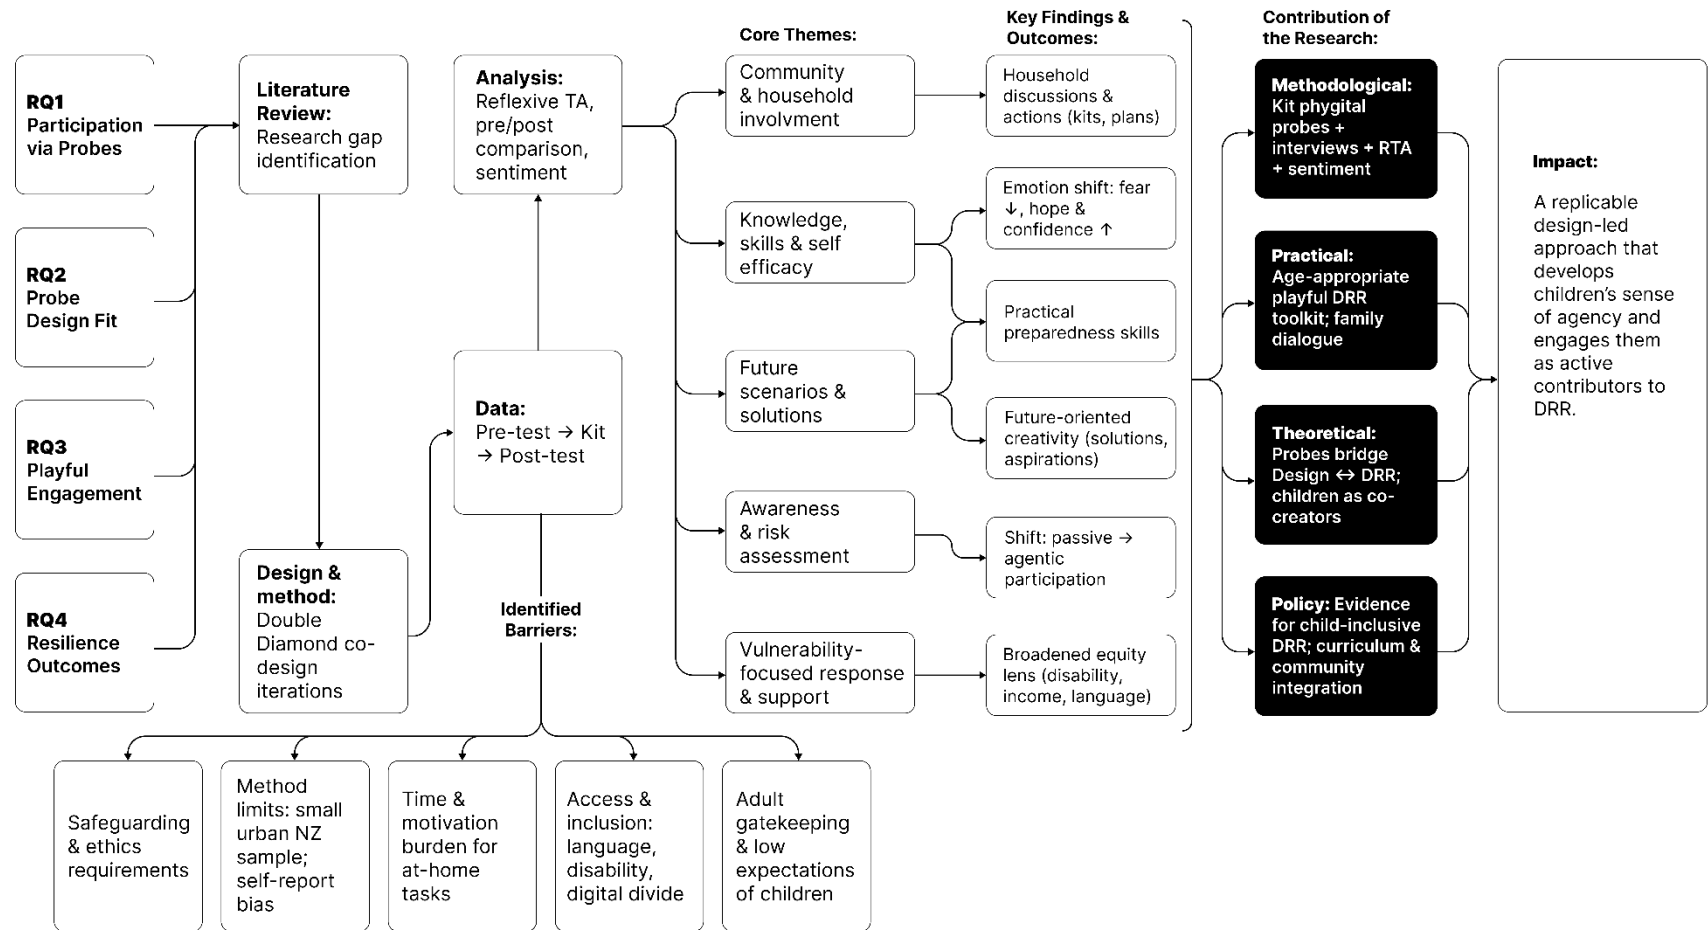 RQ1
Participation
via Probes
RQ2
Probe
Design Fit
RQ3
Playful
Engagement
RQ4
Resilience
Outcomes
Literature
Review:
Research gap
identification
Design &
method:
Double
Diamond co-
design
iterations
Analysis:
Reflexive TA,
pre/post
comparison,
sentiment
Data:
Pre-test → Kit
→ Post-test
Identified
Barriers:
Safeguarding
& ethics
requirements
Method
limits: small
urban NZ
sample;
self-report
bias
Time &
motivation
burden for
at-home
tasks
Access &
inclusion:
language,
disability,
digital divide
Adult
gatekeeping
& low
expectations
of children
Core Themes:
Community
& household
involvment
Knowledge,
skills & self
efficacy
Future
scenarios &
solutions
Awareness
& risk
assessment
Vulnerability-
focused response
& support
Key Findings &
Outcomes:
Household
discussions &
actions (kits, plans)
Emotion shift: fear
↓, hope &
confidence ↑
Practical
preparedness skills
Future-oriented
creativity (solutions,
aspirations)
Shift: passive →
agentic
participation
Broadened equity
lens (disability,
income, language)
Contribution of
the Research:
Methodological:
Kit phygital
probes +
interviews + RTA
+ sentiment
Practical:
Age-appropriate
playful DRR
toolkit; family
dialogue
Theoretical:
Probes bridge
Design ↔ DRR;
children as co-
creators
Policy: Evidence
for child-inclusive
DRR; curriculum &
community
integration
Impact:
A replicable
design-led
approach that
develops
children's sense
of agency and
engages them
as active
contributors to
DRR.